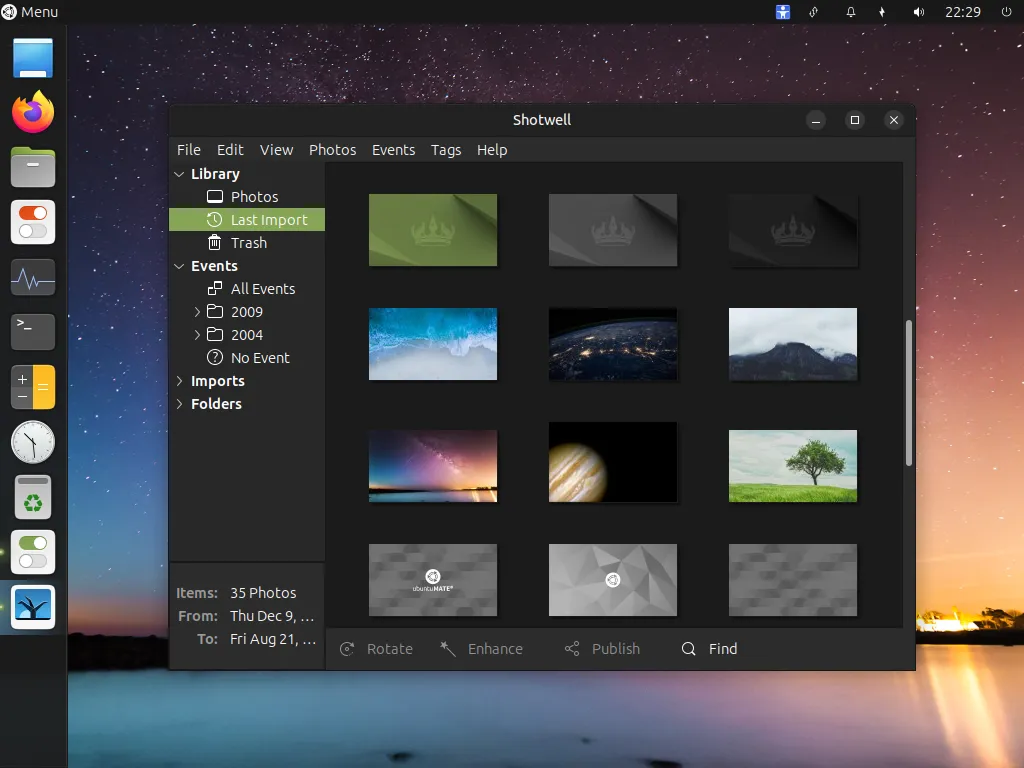 Menu
22:29
>_
Shotwell
File Edit View Photos Events Tags Help
Library
Photos
Last Import
Trash
Events
All Events
2009
2004
No Event
Imports
Folders
ubuntuMATE
Items: 35 Photos
From: Thu Dec 9, ...
To: Fri Aug 21, ...
Rotate Enhance Publish Find